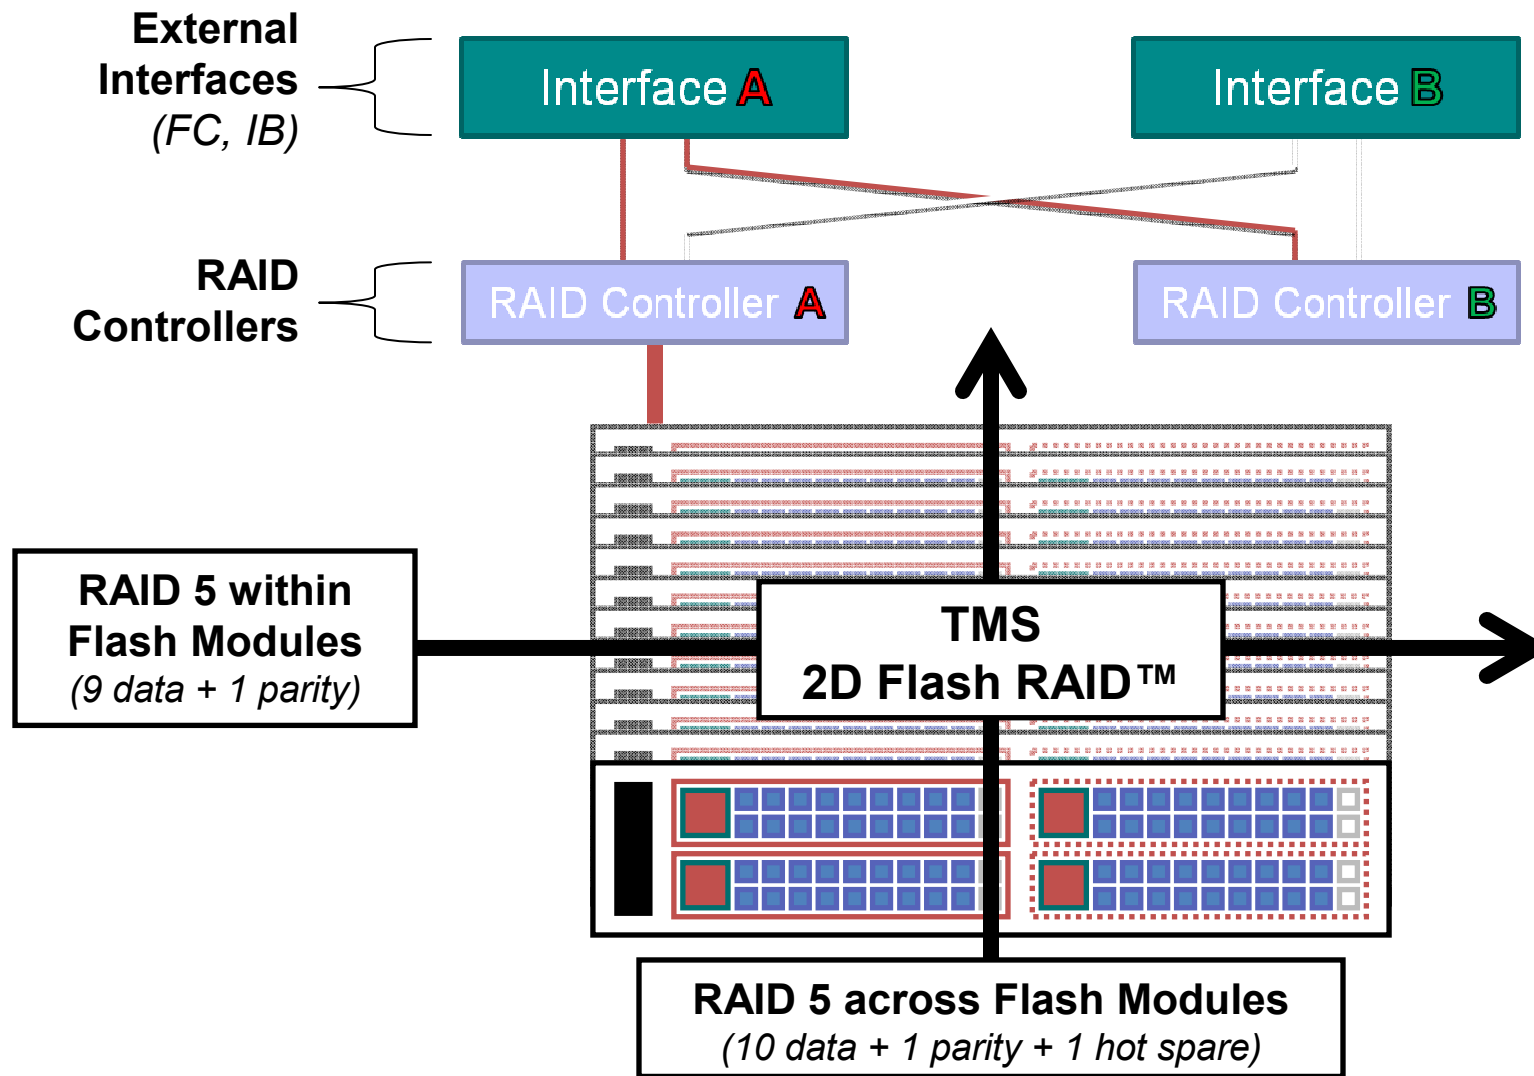 External
Interfaces
(FC, IB)
Interface A
Interface B
RAID
Controllers
RAID Controller A
RAID Controller B
RAID 5 within
Flash Modules
(9 data + 1 parity)
TMS
2D Flash RAID™
RAID 5 across Flash Modules
(10 data + 1 parity + 1 hot spare)